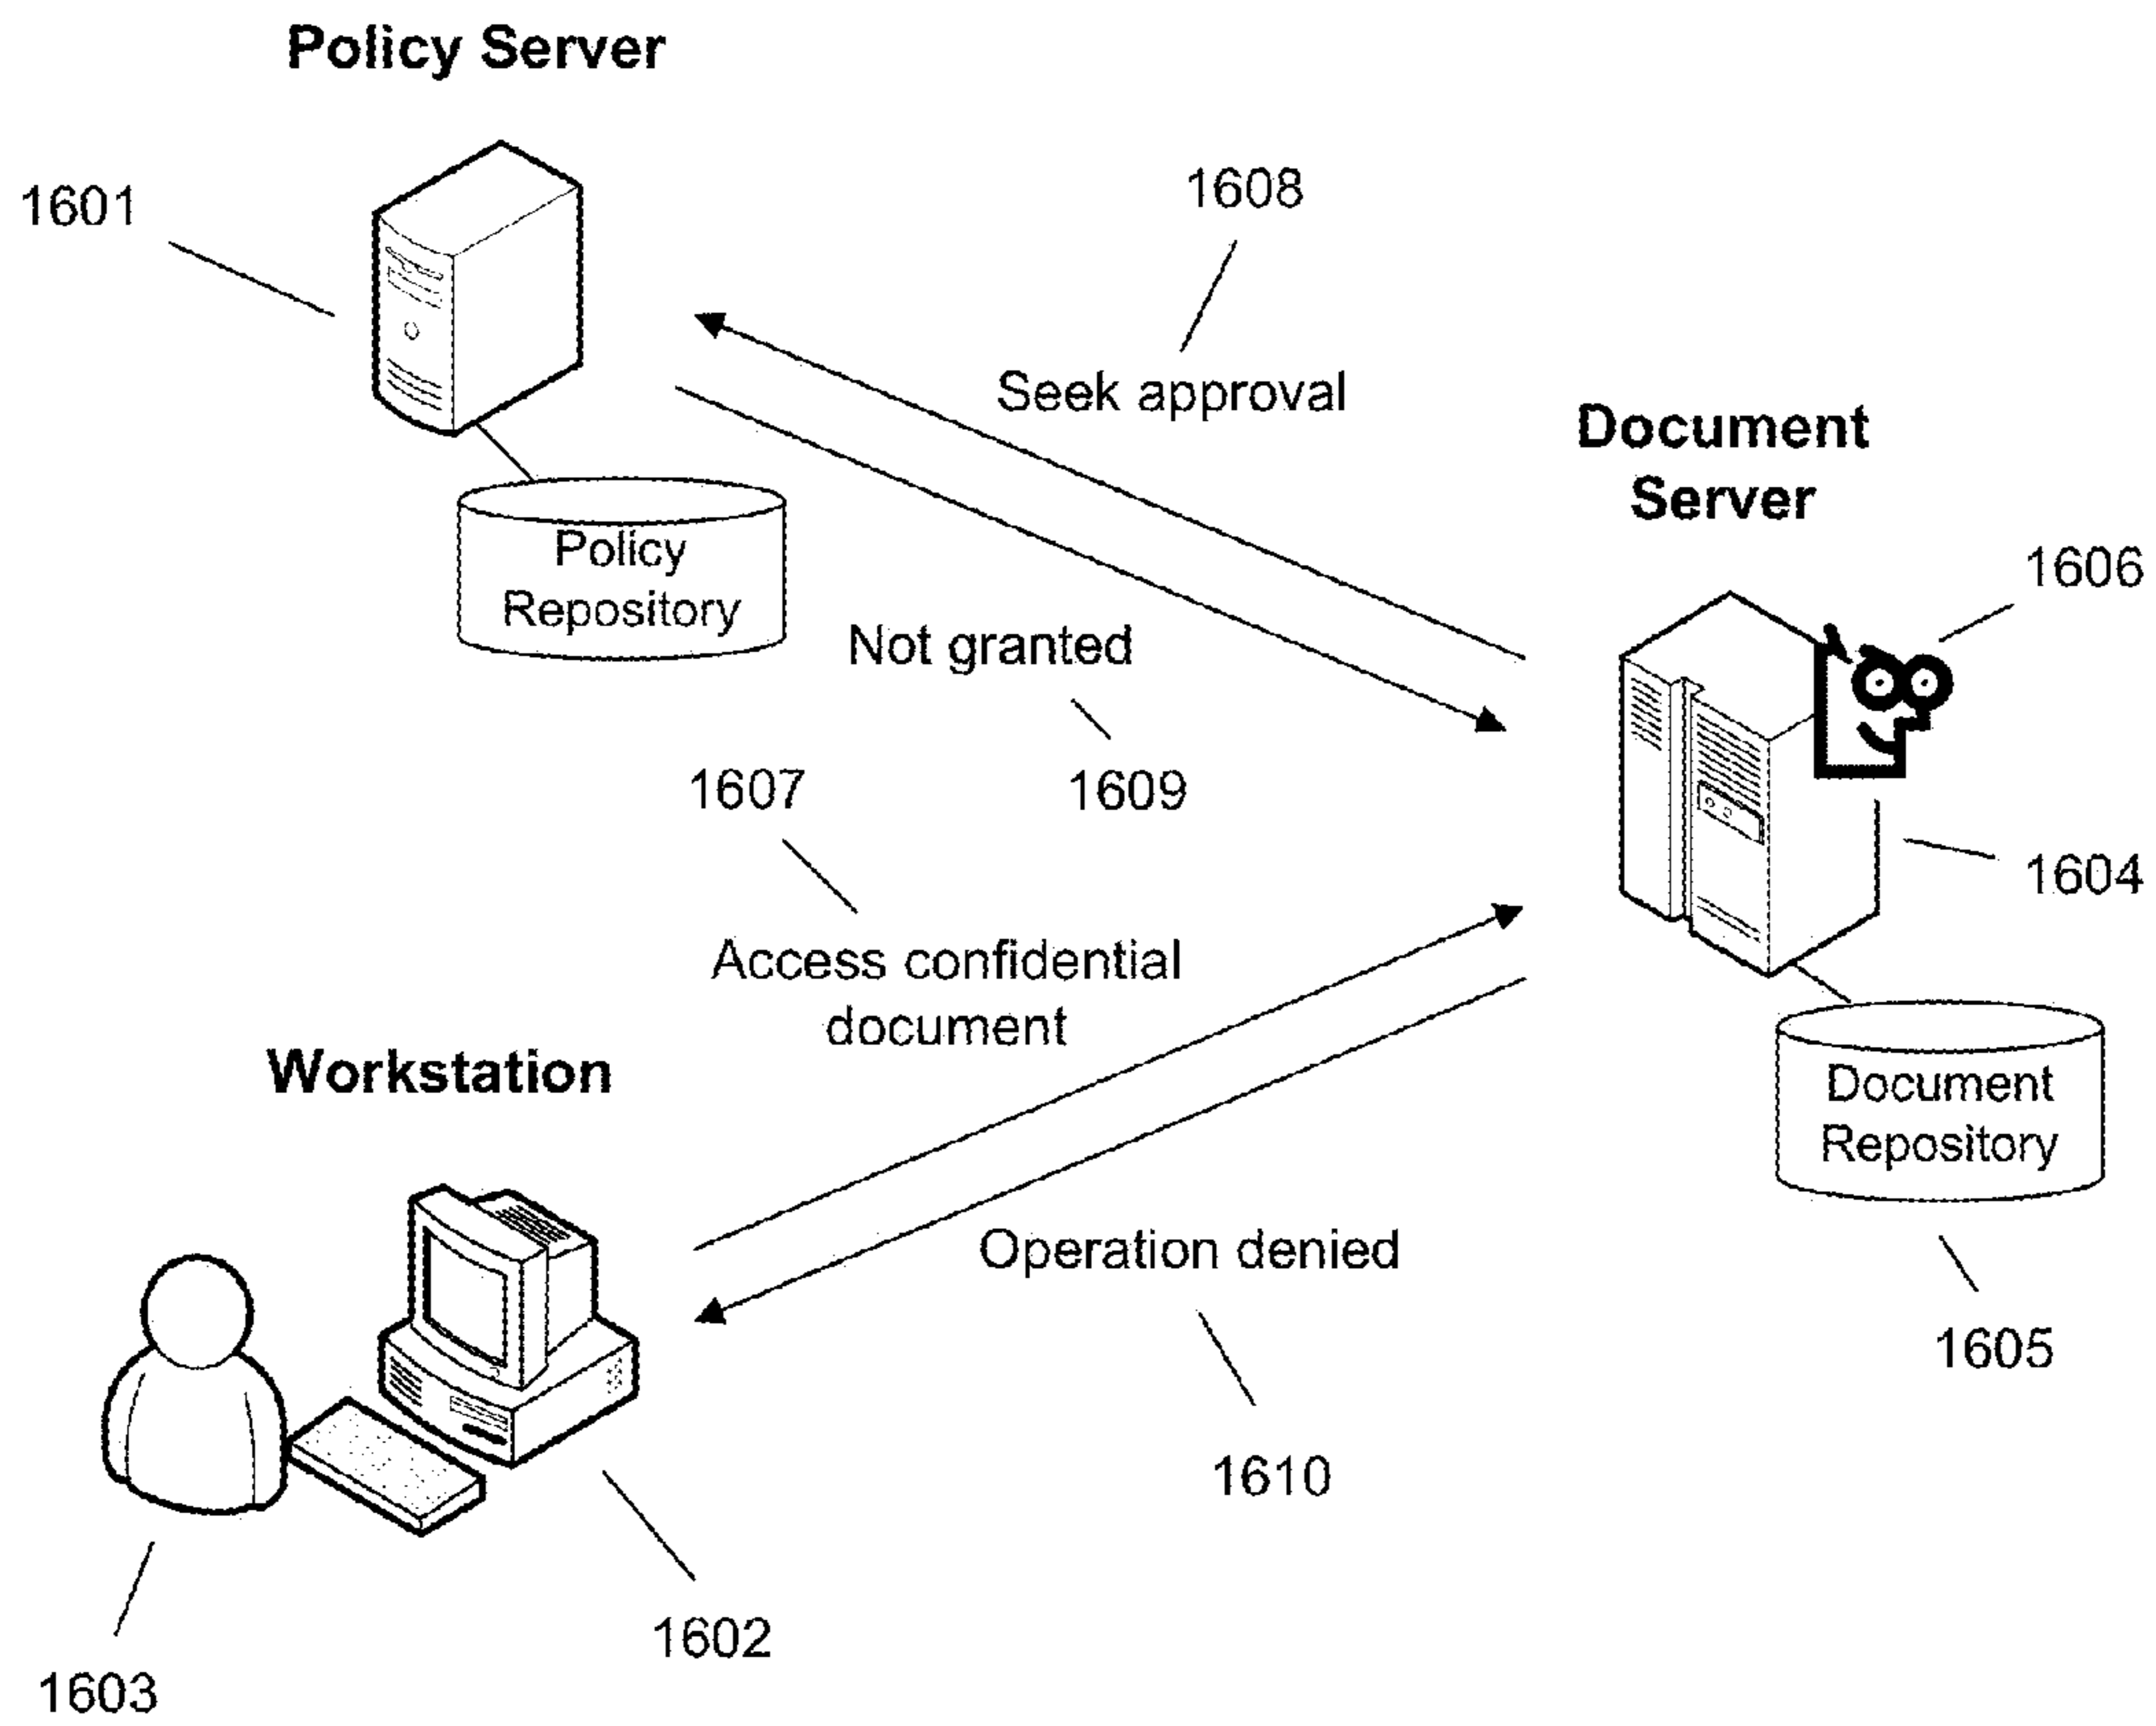 Policy Server
1601
1608
Seek approval
Document
Server
Policy
Repository
1606
Not granted
1607
1609
1604
Access confidential
document
Workstation
Document
Repository
Operation denied
1605
1610
1602
1603